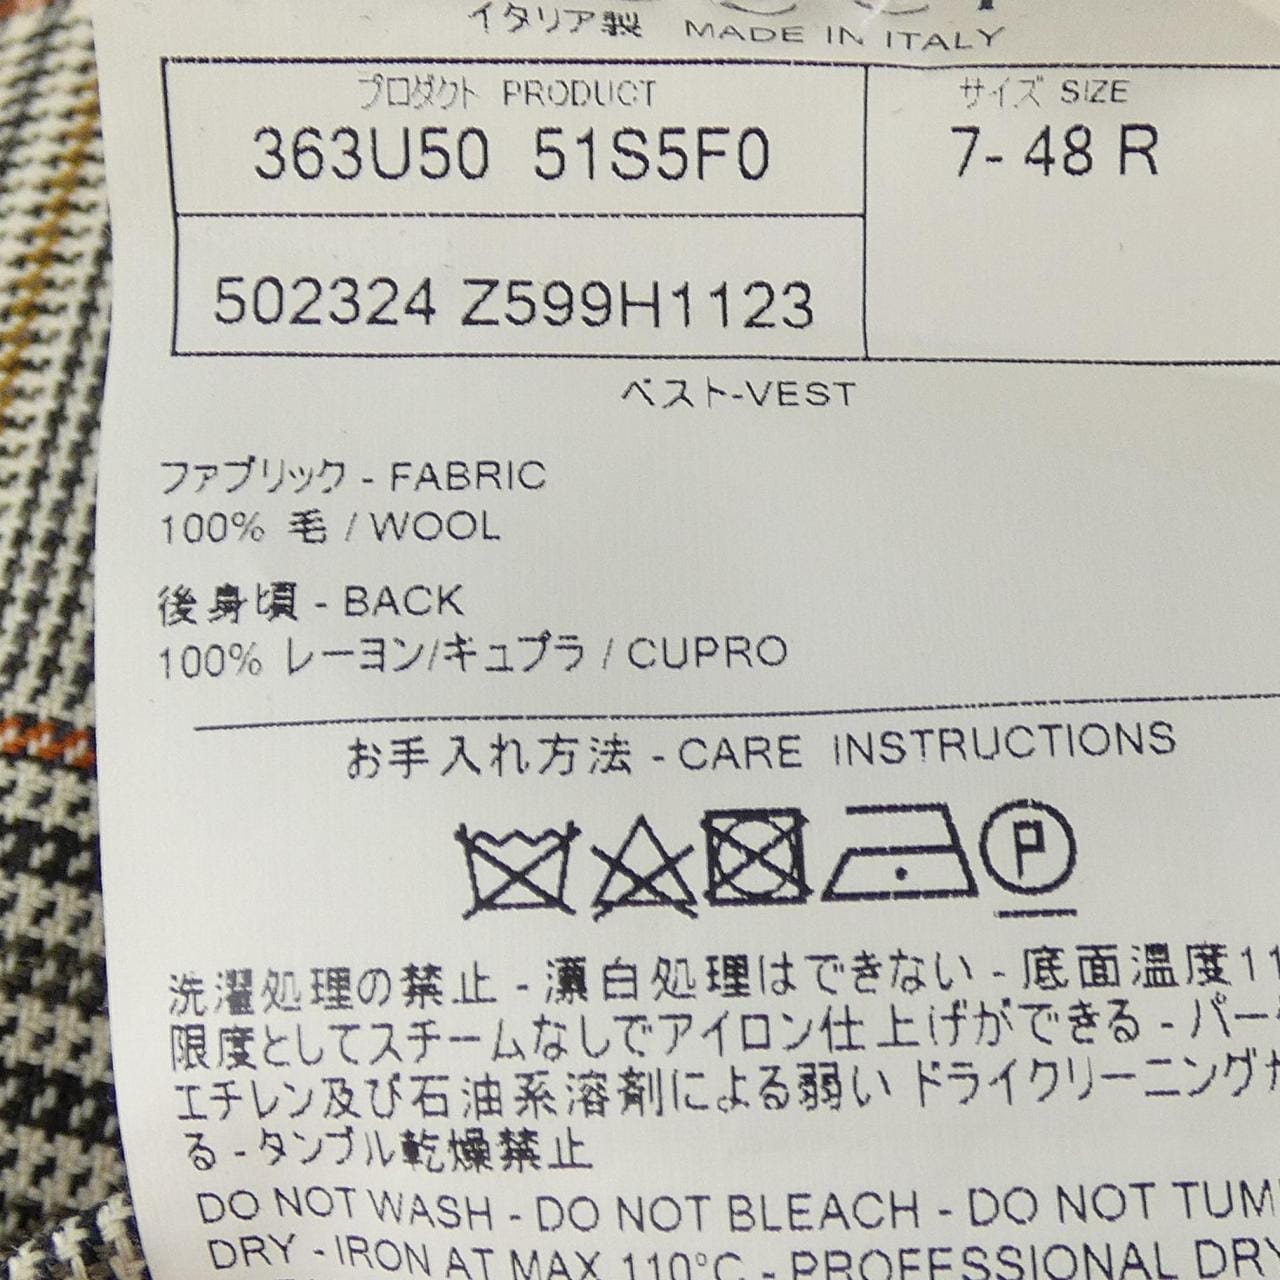 イタリア製 MADE IN ITALY
プロダクト PRODUCT
363U50 51S5F0
サイズ SIZE
7- 48 R
502324 Z599H1123
ベスト-VEST
ファブリック - FABRIC
100% 毛 / WOOL
後身頃 - BACK
100% レーヨン/キュプラ / CUPRO
お手入れ方法 - CARE INSTRUCTIONS
P
洗濯処理の禁止 - 漂白処理はできない - 底面温度11
限度としてスチームなしでアイロン仕上げができる - パー
エチレン及び石油系溶剤による弱い ドライクリーニングが
る - タンブル乾燥禁止
DO NOT WASH - DO NOT BLEACH - DO NOT TUM
DRY - IRON AT MAX 110°C - PROFESSIONAL DRY